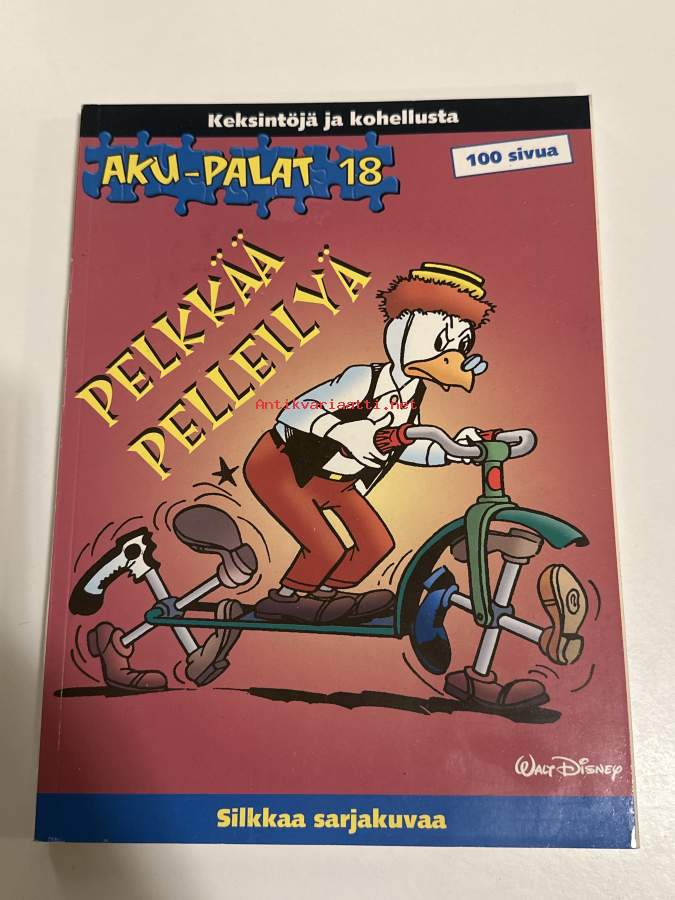 Keksintöjä ja kohellusta
AKU-PALAT 18
100 sivua
PELKKÄÄ
PELLEILYÄ
Antikvariaatti.net
WALT DISNEY
Silkkaa sarjakuvaa